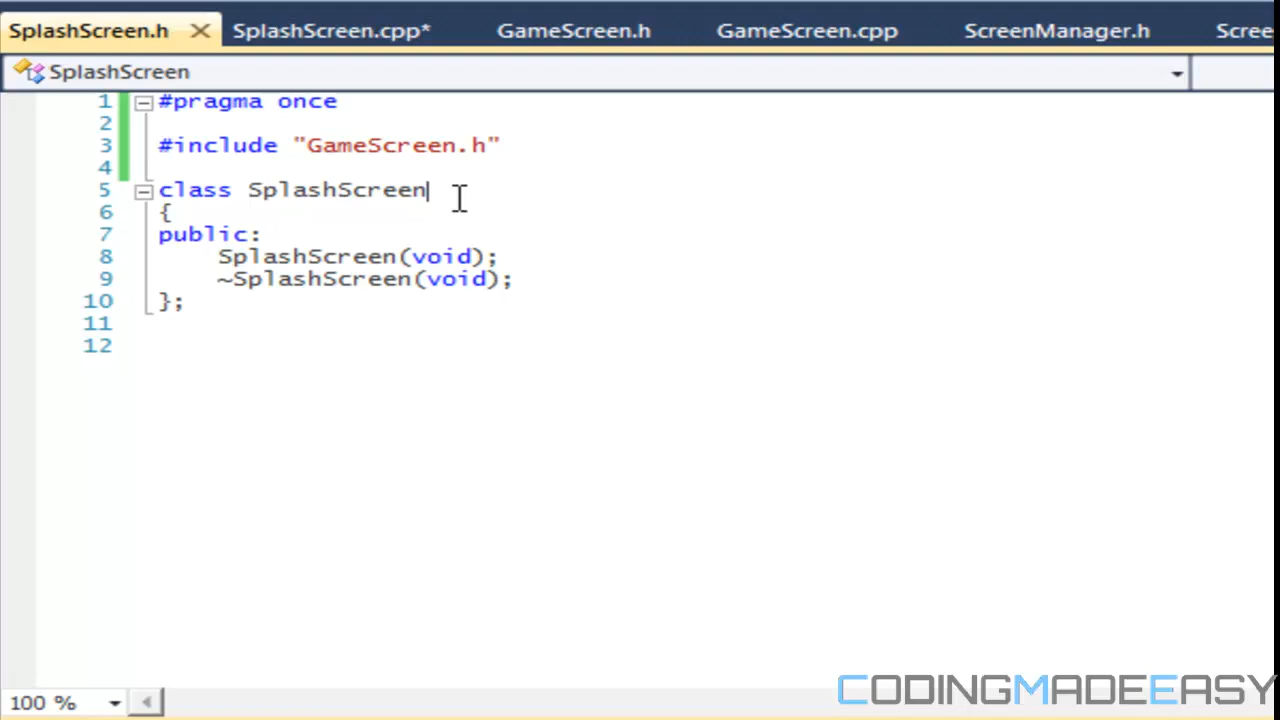 SplashScreen.h SplashScreen.cpp* GameScreen.h GameScreen.cpp ScreenManager.h Scree
SplashScreen
1 #pragma once
2
3 #include "GameScreen.h"
4
5 class SplashScreen
6 {
7 public:
8 SplashScreen(void);
9 ~SplashScreen(void);
10 };
11
12
100 %
CODINGMADEEASY